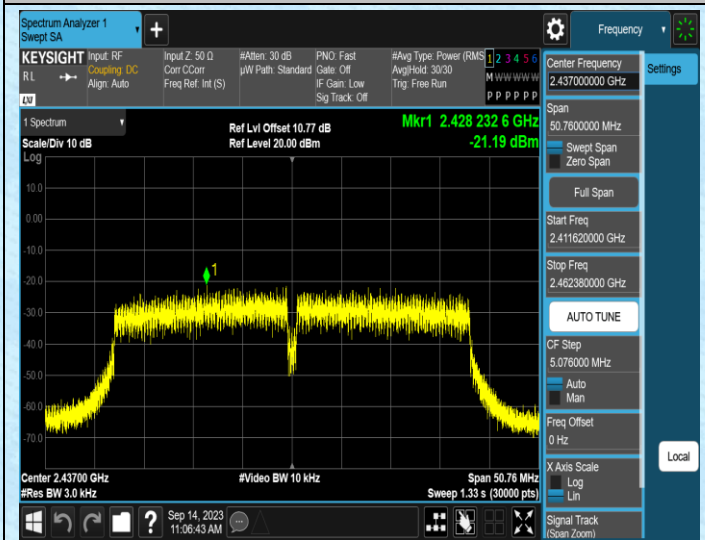 Spectrum Analyzer 1
Swept SA
Frequency
KEYSIGHT
RL
LXI
Input: RF
Coupling: DC
Align: Auto
Input Z: 50 Ω
Corr CCorr
Freq Ref: Int (S)
#Atten: 30 dB
µW Path: Standard
PNO: Fast
Gate: Off
IF Gain: Low
Sig Track: Off
#Avg Type: Power (RMS
Avg|Hold: 30/30
Trig: Free Run
1 2 3 4 5 6
M W W W W W
P P P P P P
Center Frequency
2.437000000 GHz
Settings
Span
50.7600000 MHz
Swept Span
Zero Span
Full Span
Start Freq
2.411620000 GHz
Stop Freq
2.462380000 GHz
AUTO TUNE
CF Step
5.076000 MHz
Auto
Man
Freq Offset
0 Hz
X Axis Scale
Log
Lin
Signal Track
(Span Zoom)
Local
1 Spectrum
Scale/Div 10 dB
Log
Ref Lvl Offset 10.77 dB
Ref Level 20.00 dBm
Mkr1 2.428 232 6 GHz
-21.19 dBm
10.0
0.00
-10.0
-20.0
-30.0
-40.0
-50.0
-60.0
-70.0
1
Center 2.43700 GHz
#Res BW 3.0 kHz
#Video BW 10 kHz
Span 50.76 MHz
Sweep 1.33 s (30000 pts)
?
Sep 14, 2023
11:06:43 AM